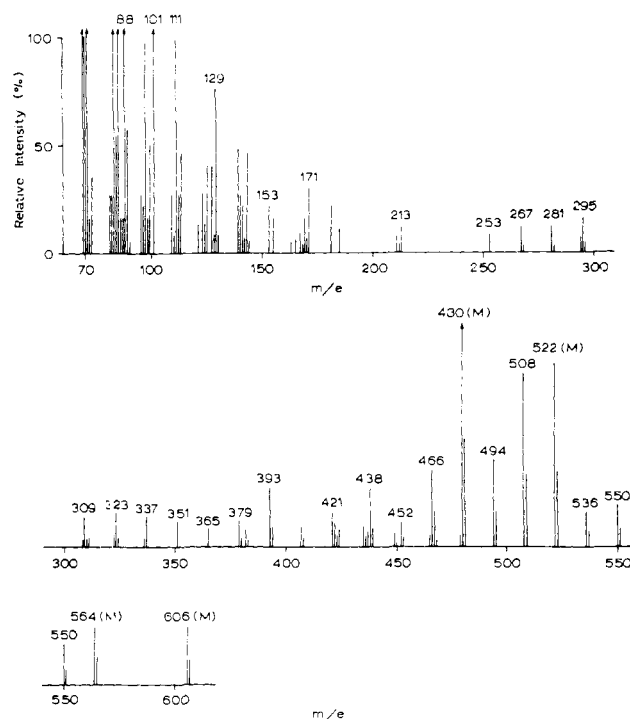 88 101 111
100
129
Relative Intensity (%)
50
171
153
213
253 267 281 295
0
70 100 150 200 250 300
m/e
430 (M)
522 (M)
508
494
466
393
438
309 323 337 351 365 379
421
452
536
550
300 350 400 450 500 550
550
564 (M)
606 (M)
550 600
m/e